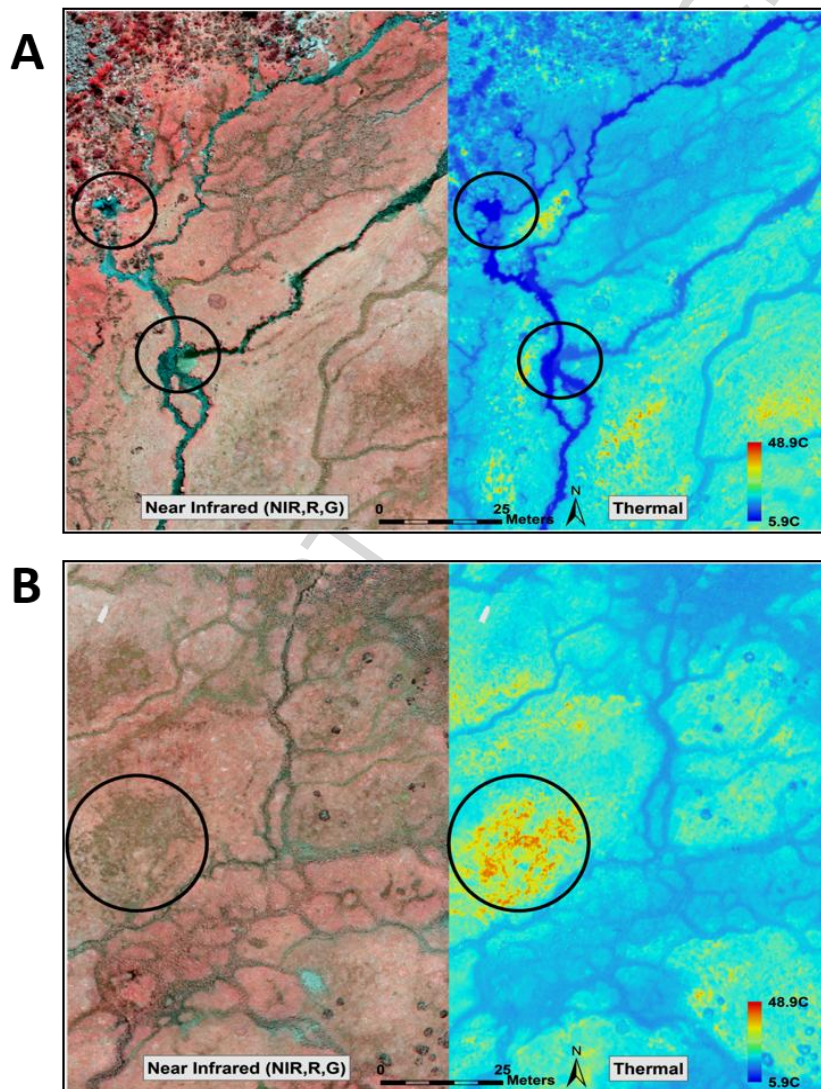 A
48.9C
N
Near Infrared (NIR,R,G) 0 25 Meters Thermal
5.9C
B
48.9C
N
Near Infrared (NIR,R,G) 0 25 Meters Thermal
5.9C